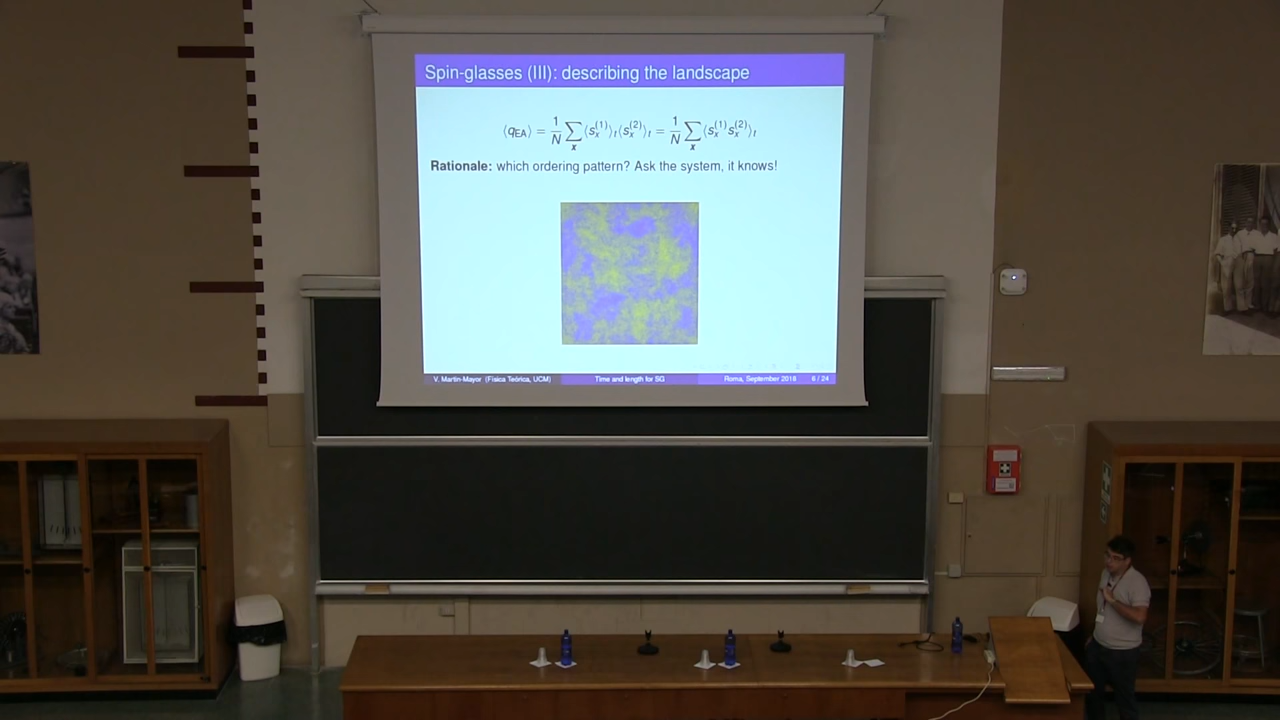 Spin-glasses (III): describing the landscape
⟨q_EA⟩ = 1/N ∑_x ⟨s_x^(1)⟩_t ⟨s_x^(2)⟩_t = 1/N ∑_x ⟨s_x^(1) s_x^(2)⟩_t
Rationale: which ordering pattern? Ask the system, it knows!
V. Martin-Mayor (Física Teórica, UCM) Time and length for SG Roma, September 2018 6 / 24